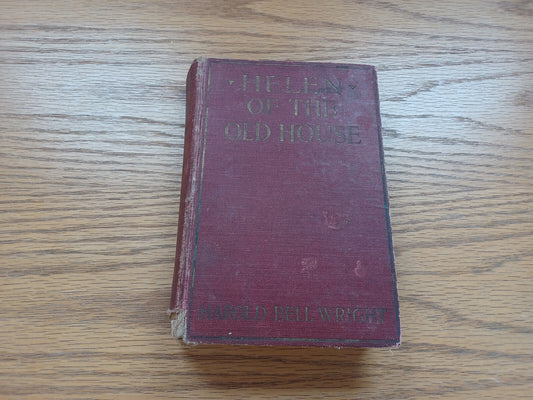 HELEN
OF THE
OLD HOUSE
HAROLD BELL WRIGHT